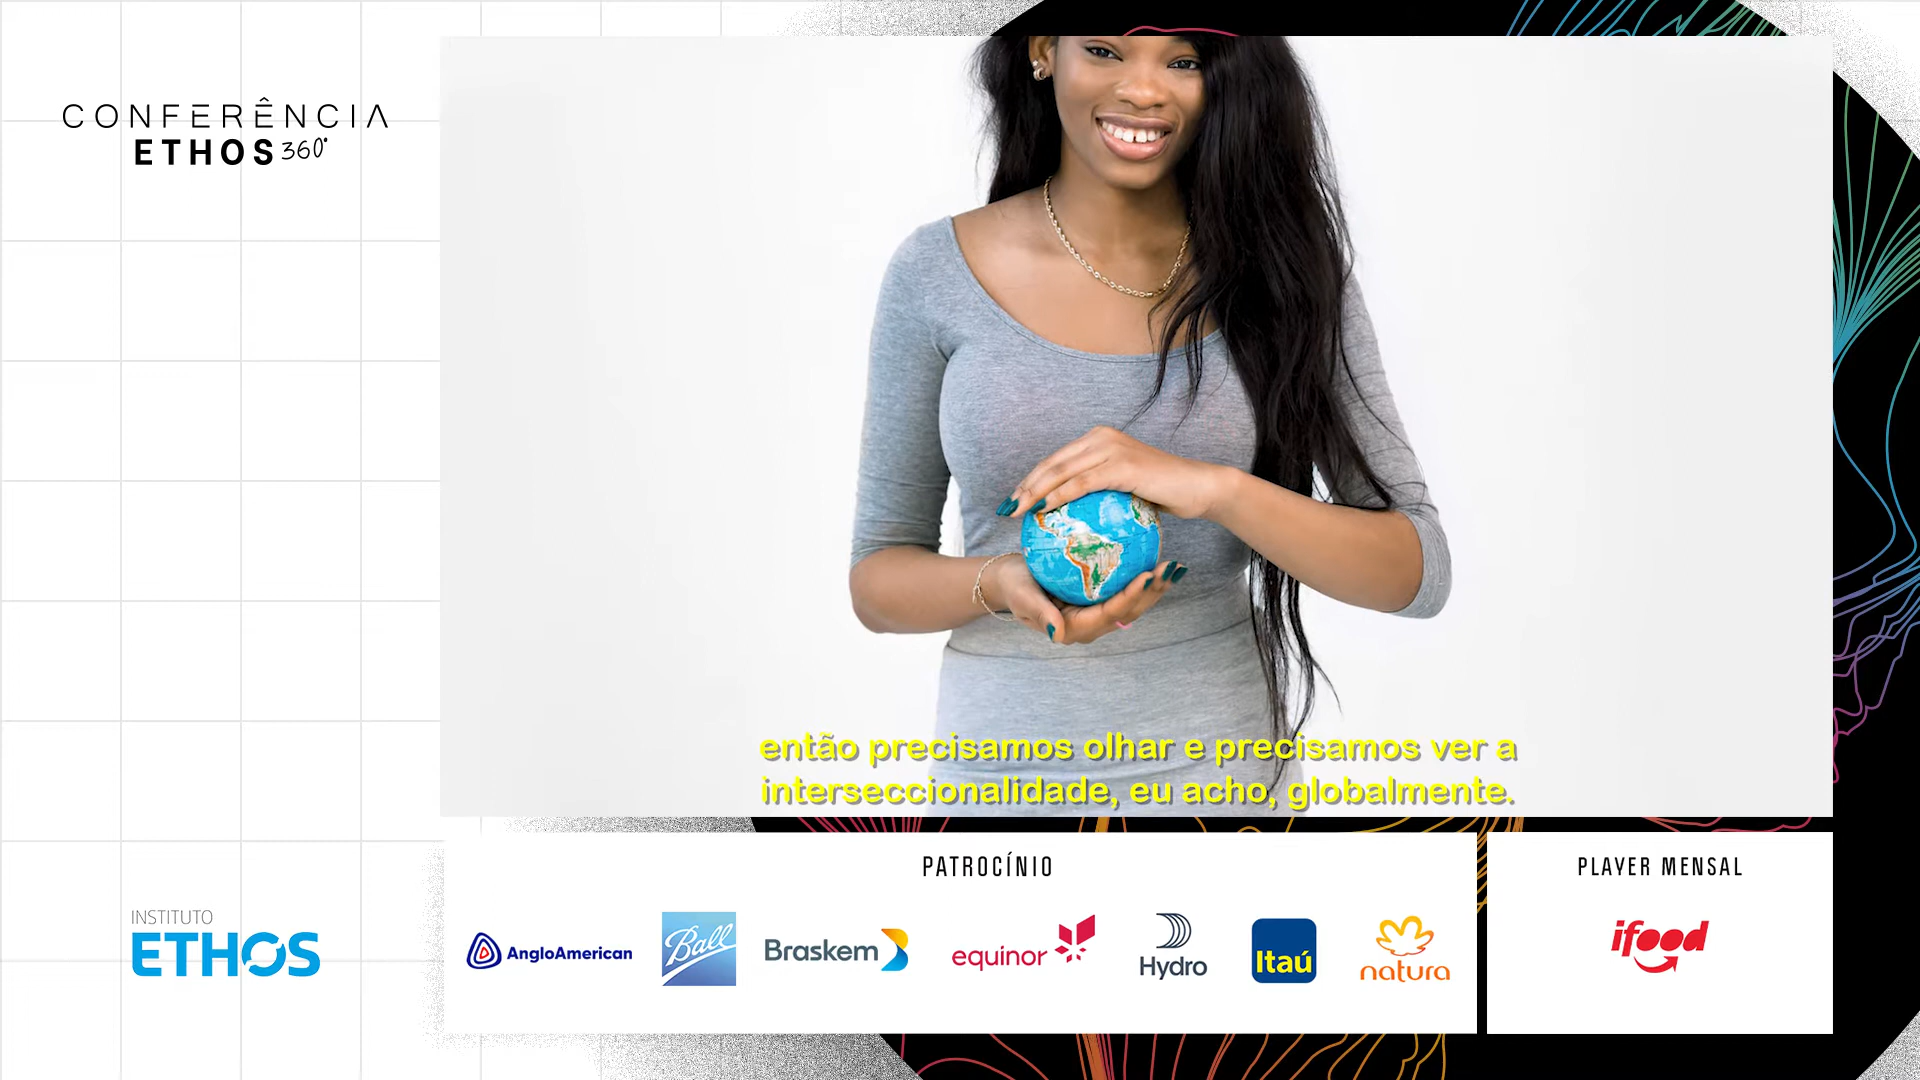 CONFERÊNCIA
ETHOS 360°
então precisamos olhar e precisamos ver a
interseccionalidade, eu acho, globalmente.
PATROCÍNIO
PLAYER MENSAL
INSTITUTO
ETHOS
AngloAmerican
Ball
Braskem
equinor
Hydro
Itaú
natura
ifood